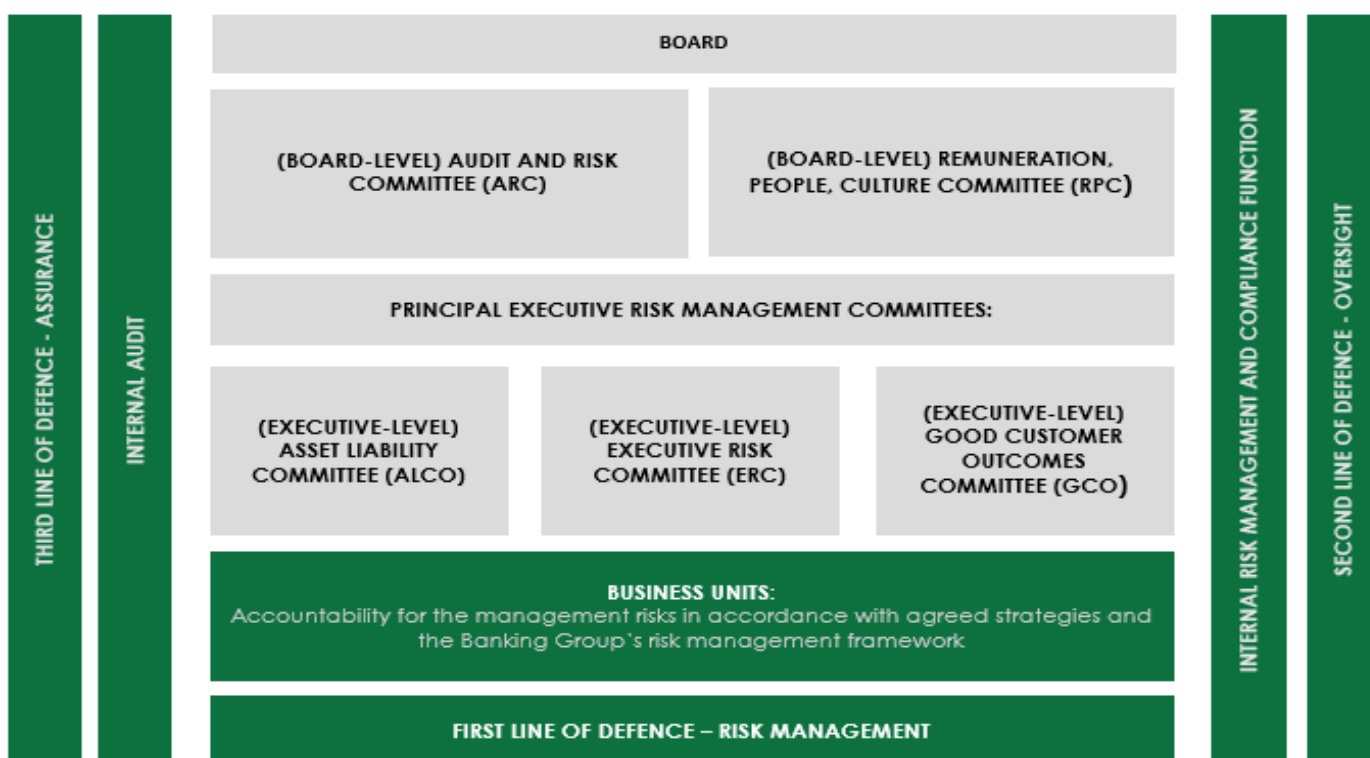 THIRD LINE OF DEFENCE - ASSURANCE
INTERNAL AUDIT
BOARD
(BOARD-LEVEL) AUDIT AND RISK
COMMITTEE (ARC)
(BOARD-LEVEL) REMUNERATION,
PEOPLE, CULTURE COMMITTEE (RPC)
PRINCIPAL EXECUTIVE RISK MANAGEMENT COMMITTEES:
(EXECUTIVE-LEVEL)
ASSET LIABILITY
COMMITTEE (ALCO)
(EXECUTIVE-LEVEL)
EXECUTIVE RISK
COMMITTEE (ERC)
(EXECUTIVE-LEVEL)
GOOD CUSTOMER
OUTCOMES
COMMITTEE (GCO)
BUSINESS UNITS:
Accountability for the management risks in accordance with agreed strategies and
the Banking Group's risk management framework
FIRST LINE OF DEFENCE – RISK MANAGEMENT
INTERNAL RISK MANAGEMENT AND COMPLIANCE FUNCTION
SECOND LINE OF DEFENCE - OVERSIGHT